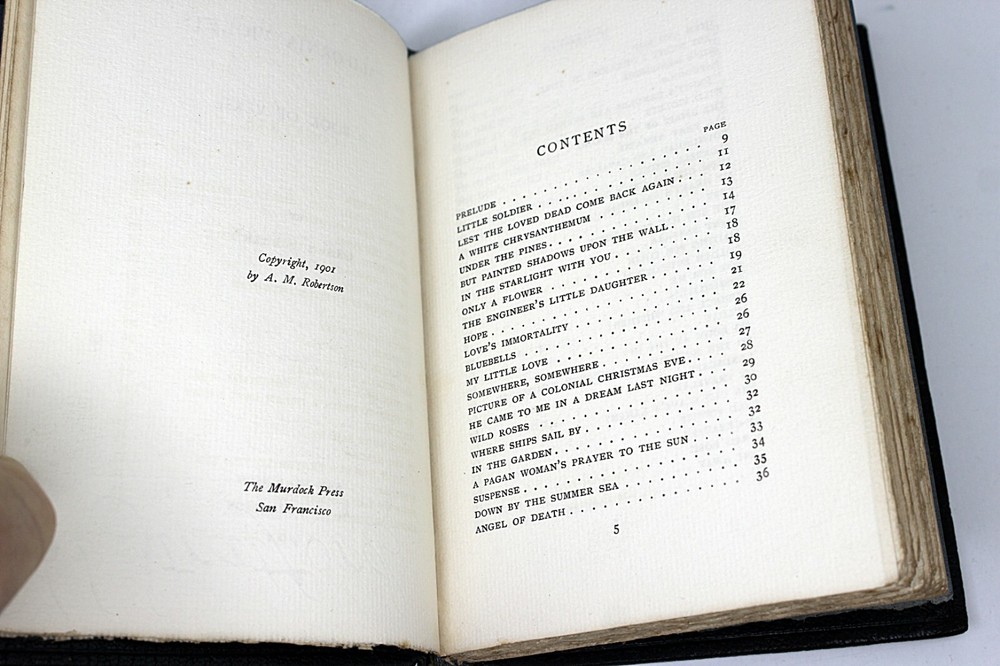 Copyright, 1901
by A. M. Robertson
The Murdock Press
San Francisco
CONTENTS
PAGE
PRELUDE . . . . . . . . . . . . . . . . 9
LITTLE SOLDIER . . . . . . . . . . . . . 11
LEST THE LOVED DEAD COME BACK AGAIN . . . 12
A WHITE CHRYSANTHEMUM . . . . . . . . . 13
UNDER THE PINES . . . . . . . . . . . . 14
BUT PAINTED SHADOWS UPON THE WALL . . . 17
IN THE STARLIGHT WITH YOU . . . . . . . 18
ONLY A FLOWER . . . . . . . . . . . . . 18
THE ENGINEER'S LITTLE DAUGHTER . . . . . 19
HOPE . . . . . . . . . . . . . . . . . 21
LOVE'S IMMORTALITY . . . . . . . . . . . 22
BLUEBELLS . . . . . . . . . . . . . . . 26
MY LITTLE LOVE . . . . . . . . . . . . . 26
SOMEWHERE, SOMEWHERE . . . . . . . . . . 27
PICTURE OF A COLONIAL CHRISTMAS EVE . . . 28
HE CAME TO ME IN A DREAM LAST NIGHT . . . 29
WILD ROSES . . . . . . . . . . . . . . . 30
WHERE SHIPS SAIL BY . . . . . . . . . . 32
IN THE GARDEN . . . . . . . . . . . . . 32
A PAGAN WOMAN'S PRAYER TO THE SUN . . . . 33
SUSPENSE . . . . . . . . . . . . . . . . 34
DOWN BY THE SUMMER SEA . . . . . . . . . 35
ANGEL OF DEATH . . . . . . . . . . . . . 36
5